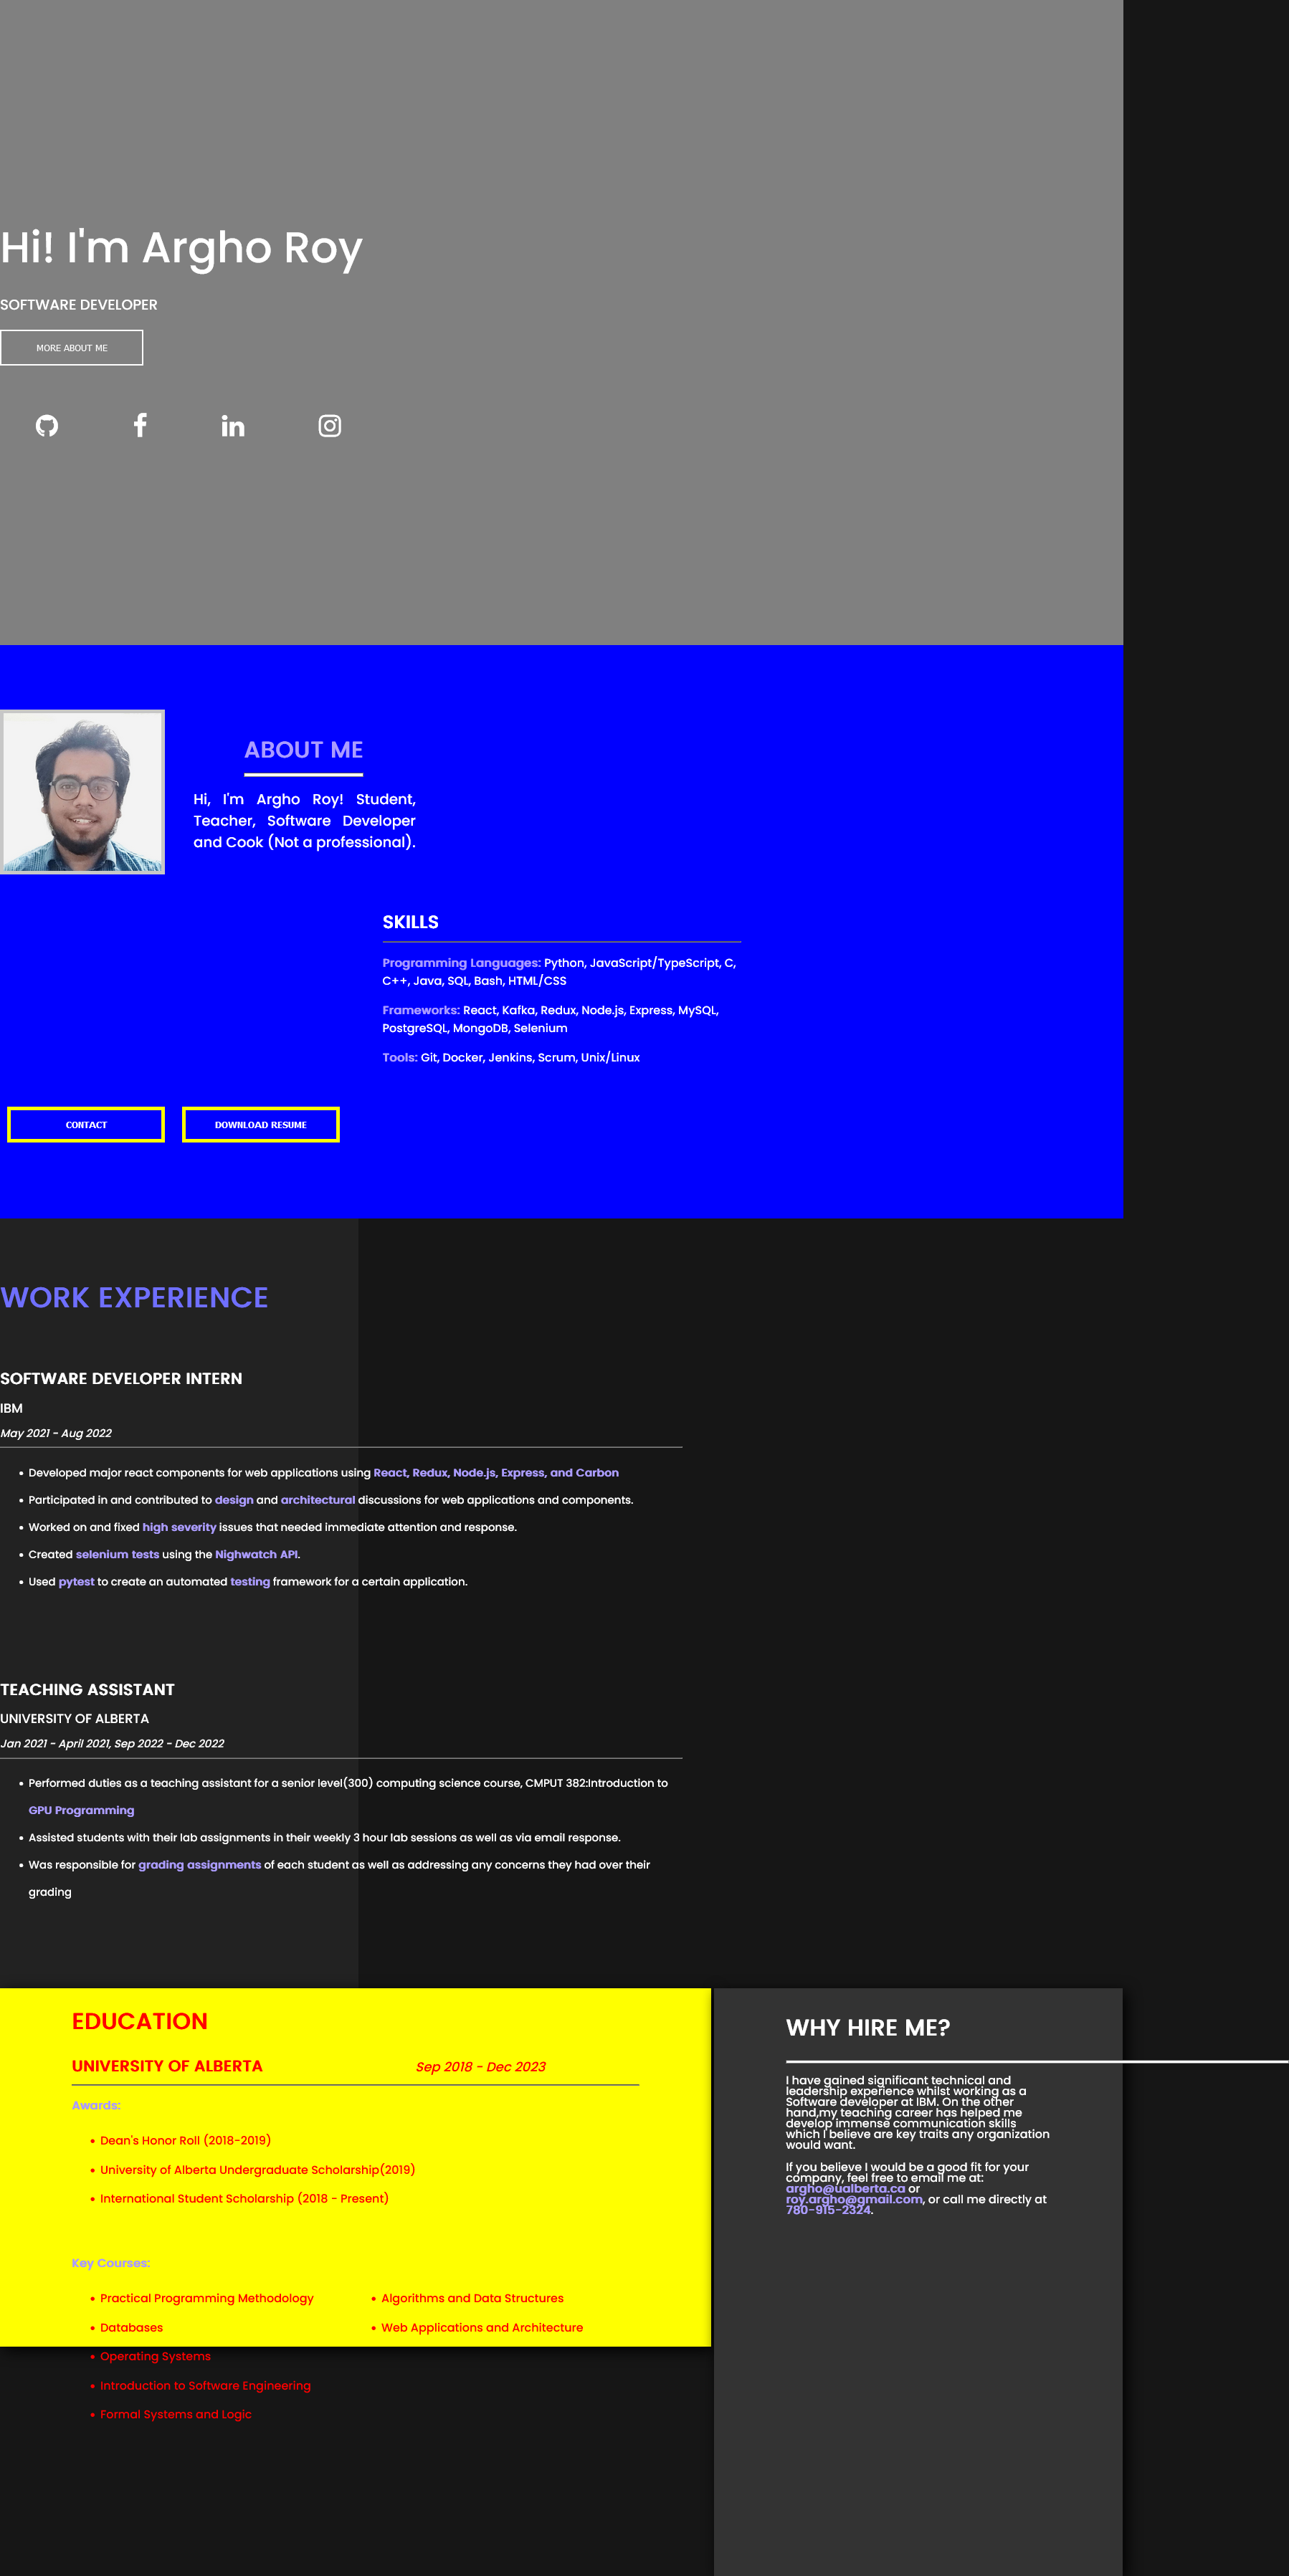 Hi! I'm Argho Roy
SOFTWARE DEVELOPER
MORE ABOUT ME
ABOUT ME
Hi, I'm Argho Roy! Student,
Teacher, Software Developer
and Cook (Not a professional).
SKILLS
Programming Languages: Python, JavaScript/TypeScript, C,
C++, Java, SQL, Bash, HTML/CSS
Frameworks: React, Kafka, Redux, Node.js, Express, MySQL,
PostgreSQL, MongoDB, Selenium
Tools: Git, Docker, Jenkins, Scrum, Unix/Linux
CONTACT
DOWNLOAD RESUME
WORK EXPERIENCE
SOFTWARE DEVELOPER INTERN
IBM
May 2021 - Aug 2022
• Developed major react components for web applications using React, Redux, Node.js, Express, and Carbon
• Participated in and contributed to design and architectural discussions for web applications and components.
• Worked on and fixed high severity issues that needed immediate attention and response.
• Created selenium tests using the Nighwatch API.
• Used pytest to create an automated testing framework for a certain application.
TEACHING ASSISTANT
UNIVERSITY OF ALBERTA
Jan 2021 - April 2021, Sep 2022 - Dec 2022
• Performed duties as a teaching assistant for a senior level(300) computing science course, CMPUT 382:Introduction to
GPU Programming
• Assisted students with their lab assignments in their weekly 3 hour lab sessions as well as via email response.
• Was responsible for grading assignments of each student as well as addressing any concerns they had over their
grading
EDUCATION
UNIVERSITY OF ALBERTA
Sep 2018 - Dec 2023
Awards:
• Dean's Honor Roll (2018-2019)
• University of Alberta Undergraduate Scholarship(2019)
• International Student Scholarship (2018 - Present)
Key Courses:
• Practical Programming Methodology
• Databases
• Operating Systems
• Introduction to Software Engineering
• Formal Systems and Logic
• Algorithms and Data Structures
• Web Applications and Architecture
WHY HIRE ME?
I have gained significant technical and
leadership experience whilst working as a
Software developer at IBM. On the other
hand,my teaching career has helped me
develop immense communication skills
which I believe are key traits any organization
would want.
If you believe I would be a good fit for your
company, feel free to email me at:
argho@ualberta.ca or
roy.argho@gmail.com, or call me directly at
780-915-2324.